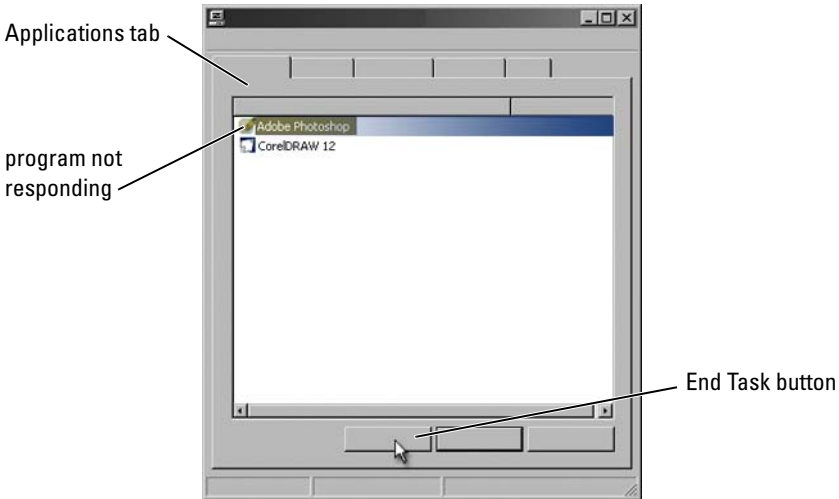 Applications tab
Adobe Photoshop
CorelDRAW 12
program not
responding
End Task button